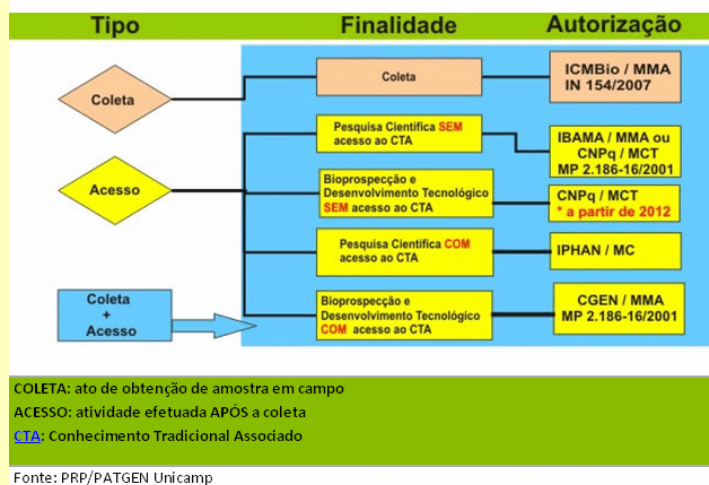 Tipo Finalidade Autorização
Coleta
Coleta
ICMBio / MMA
IN 154/2007
Acesso
Pesquisa Científica SEM
acesso ao CTA
IBAMA / MMA ou
CNPq / MCT
MP 2.186-16/2001
Bioprospecção e
Desenvolvimento Tecnológico
SEM acesso ao CTA
CNPq / MCT
* a partir de 2012
Pesquisa Científica COM
acesso ao CTA
IPHAN / MC
Coleta
+
Acesso
Bioprospecção e
Desenvolvimento Tecnológico
COM acesso ao CTA
CGEN / MMA
MP 2.186-16/2001
COLETA: ato de obtenção de amostra em campo
ACESSO: atividade efetuada APÓS a coleta
CTA: Conhecimento Tradicional Associado
Fonte: PRP/PATGEN Unicamp